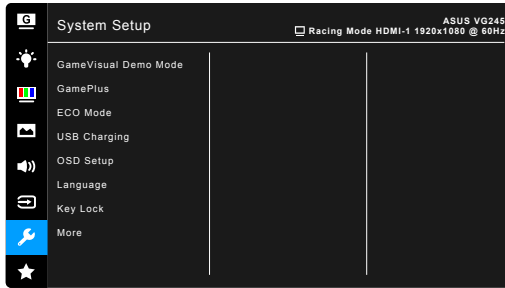 G
System Setup
ASUS VG245
Racing Mode HDMI-1 1920x1080 @ 60Hz
GameVisual Demo Mode
GamePlus
ECO Mode
USB Charging
OSD Setup
Language
Key Lock
More